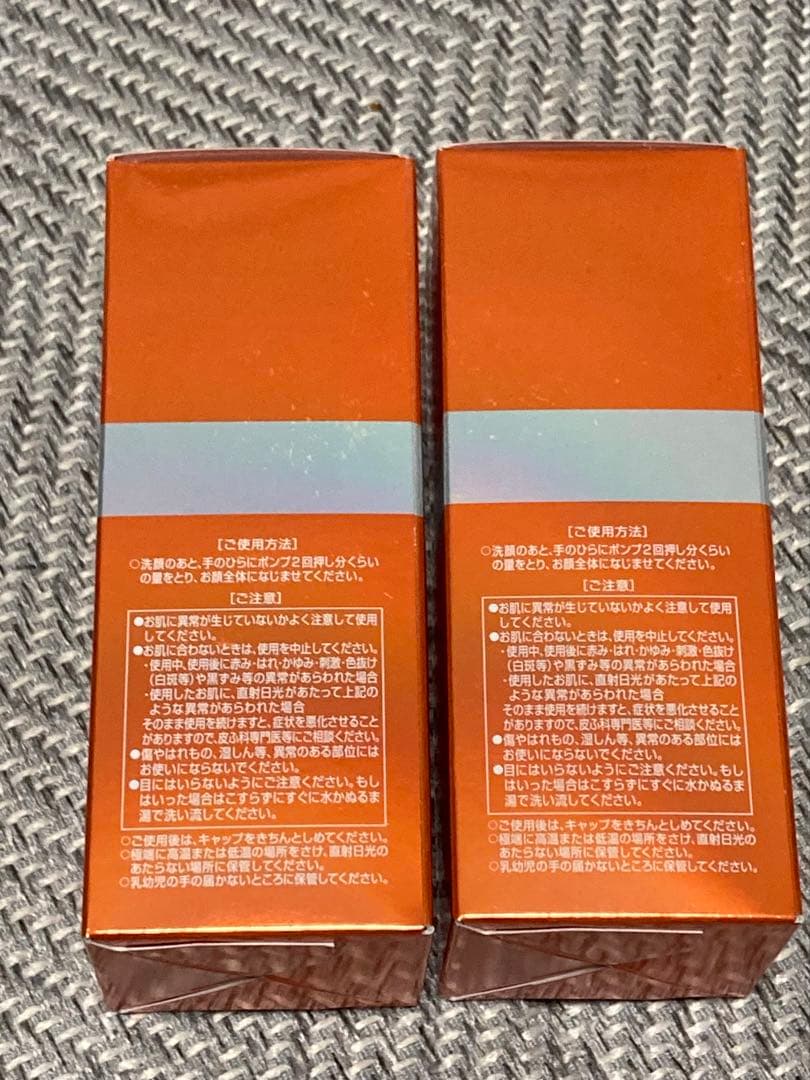 [ご使用方法]
○洗顔のあと、手のひらにポンプ2回押し分くらい
の量をとり、お顔全体になじませてください。
[ご注意]
●お肌に異常が生じていないかよく注意して使用
してください。
●お肌に合わないときは、使用を中止してください。
・使用中、使用後に赤み・はれ・かゆみ・刺激・色抜け
(白斑等)や黒ずみ等の異常があらわれた場合
・使用したお肌に、直射日光があたって上記の
ような異常があらわれた場合
そのまま使用を続けますと、症状を悪化させること
がありますので、皮ふ科専門医等にご相談ください。
●傷やはれもの、湿しん等、異常のある部位には
お使いにならないでください。
●目にはいらないようにご注意ください。もし
はいった場合はこすらずにすぐに水かぬるま
湯で洗い流してください。
○ご使用後は、キャップをきちんとしめてください。
○極端に高温または低温の場所をさけ、直射日光の
あたらない場所に保管してください。
○乳幼児の手の届かないところに保管してください。
[ご使用方法]
○洗顔のあと、手のひらにポンプ2回押し分くらい
の量をとり、お顔全体になじませてください。
[ご注意]
●お肌に異常が生じていないかよく注意して使用
してください。
●お肌に合わないときは、使用を中止してください。
・使用中、使用後に赤み・はれ・かゆみ・刺激・色抜け
(白斑等)や黒ずみ等の異常があらわれた場合
・使用したお肌に、直射日光があたって上記の
ような異常があらわれた場合
そのまま使用を続けますと、症状を悪化させること
がありますので、皮ふ科専門医等にご相談ください。
●傷やはれもの、湿しん等、異常のある部位には
お使いにならないでください。
●目にはいらないようにご注意ください。もし
はいった場合はこすらずにすぐに水かぬるま
湯で洗い流してください。
○ご使用後は、キャップをきちんとしめてください。
○極端に高温または低温の場所をさけ、直射日光の
あたらない場所に保管してください。
○乳幼児の手の届かないところに保管してください。